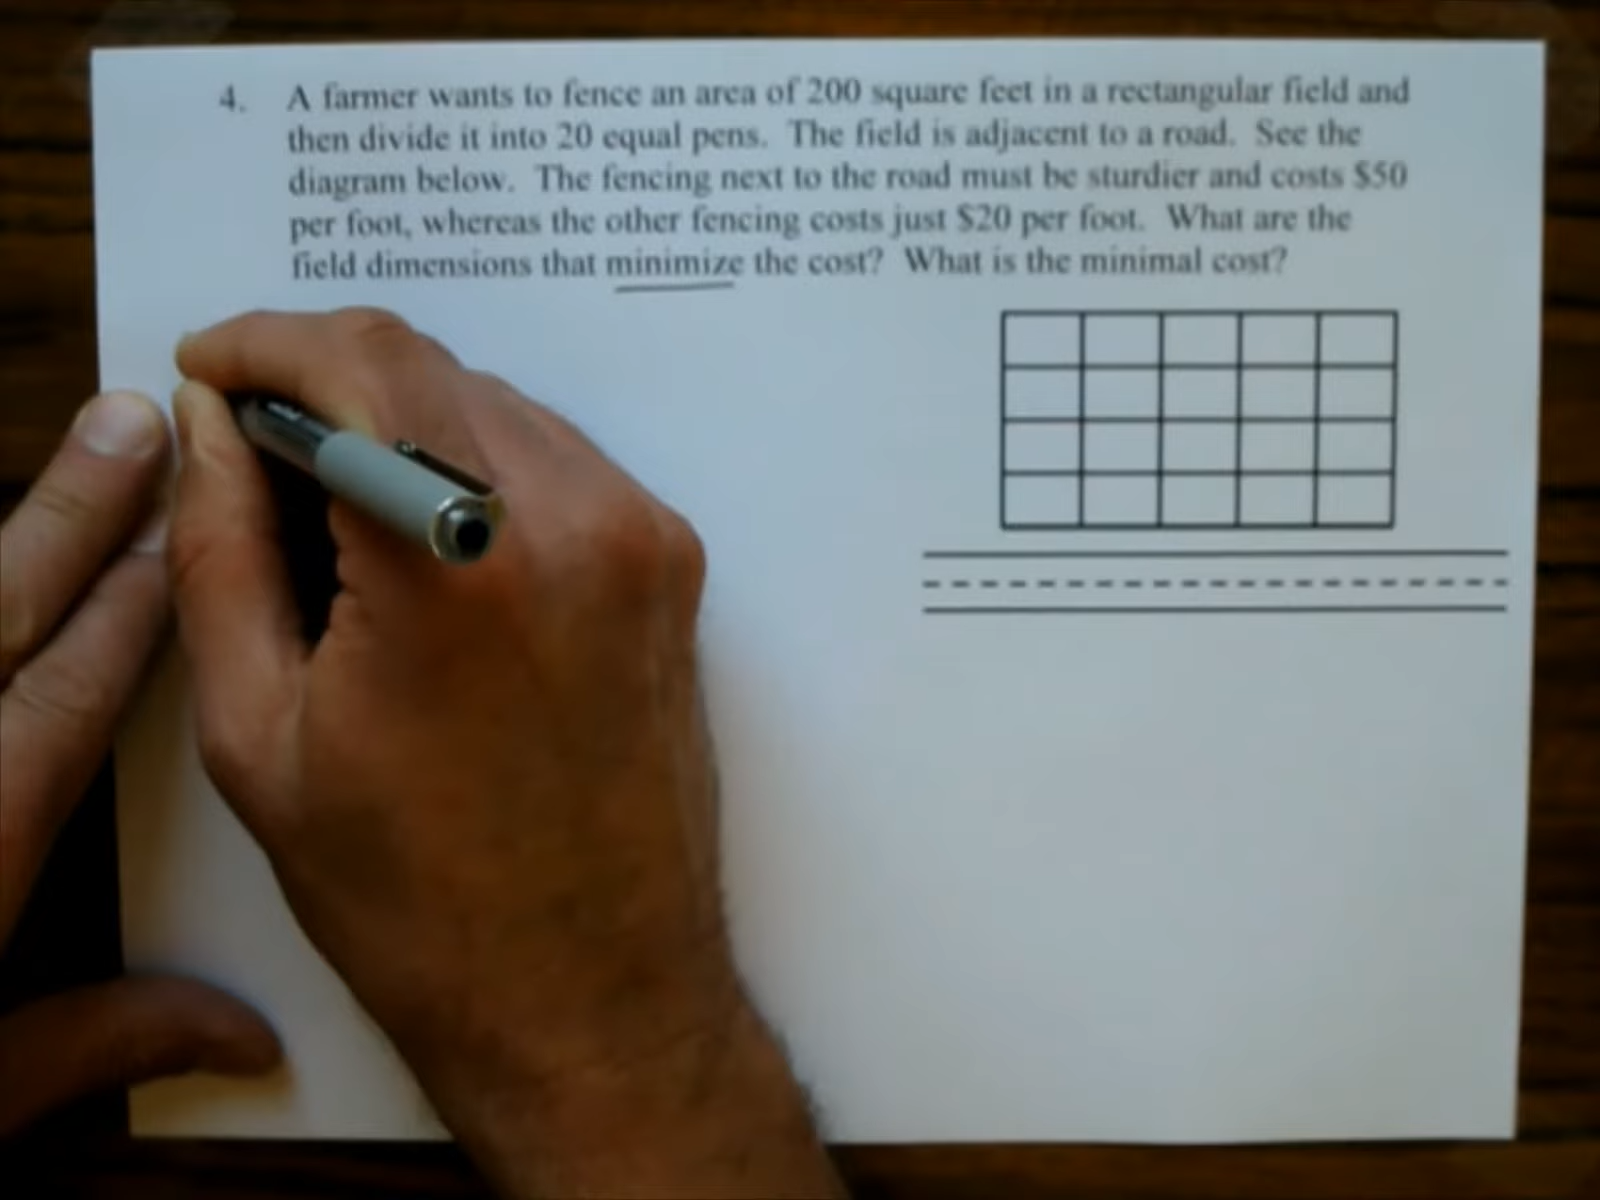 4. A farmer wants to fence an area of 200 square feet in a rectangular field and
then divide it into 20 equal pens. The field is adjacent to a road. See the
diagram below. The fencing next to the road must be sturdier and costs $50
per foot, whereas the other fencing costs just $20 per foot. What are the
field dimensions that minimize the cost? What is the minimal cost?